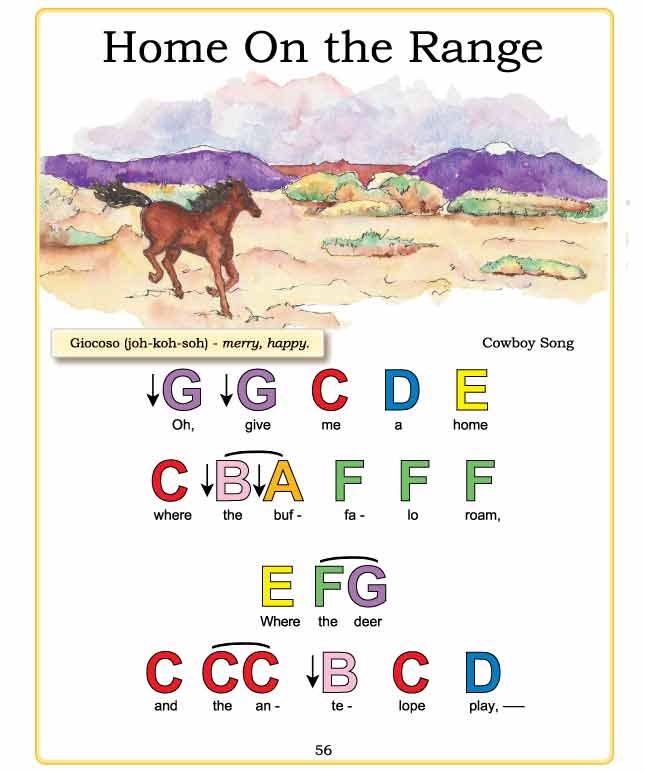 Home On the Range
Giocoso (joh-koh-soh) - merry, happy.
Cowboy Song
↓G ↓G C D E
Oh, give me a home
C ↓B ↓A F F F
where the buf - fa - lo roam,
E F G
Where the deer
C C C ↓B C D
and the an - te - lope play, —
56